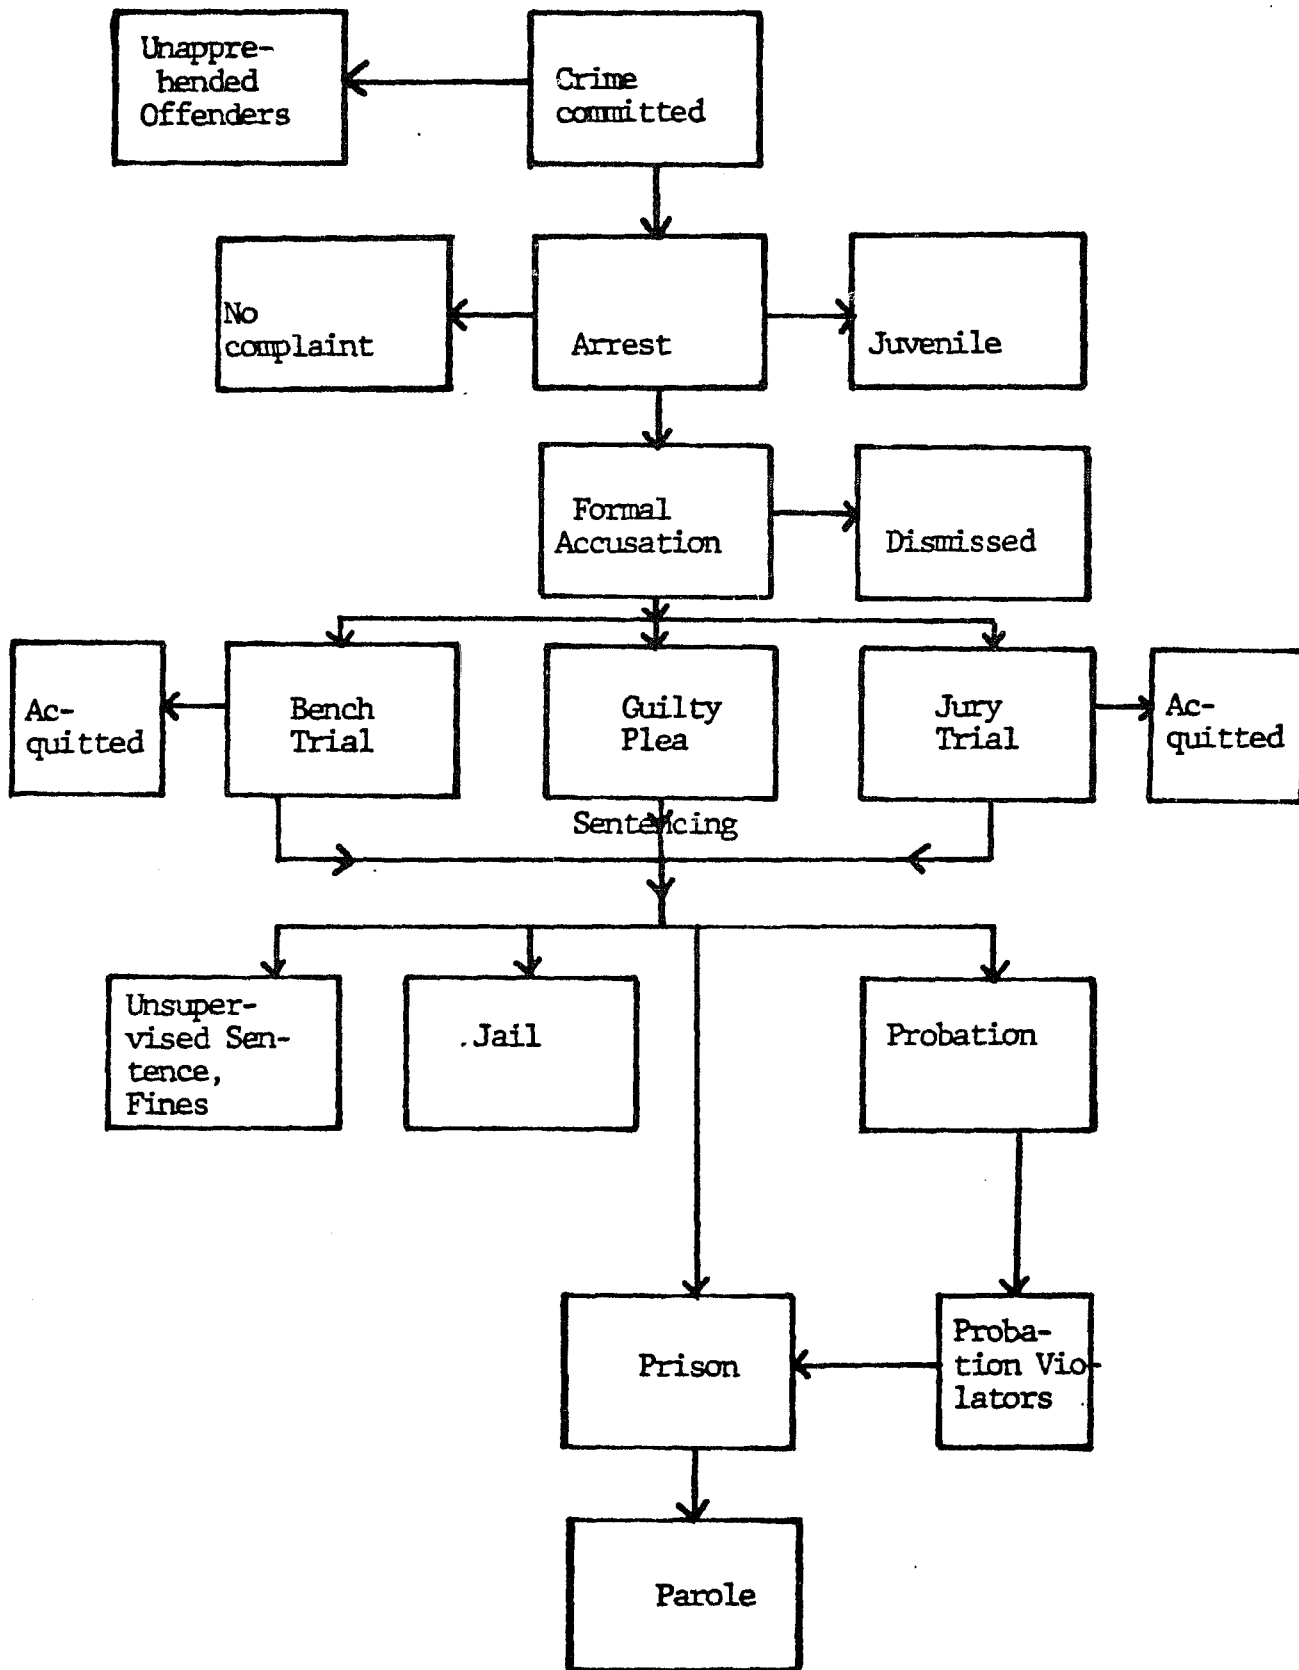 Unappre-
hended
Offenders
Crime
committed
No
complaint
Arrest
Juvenile
Formal
Accusation
Dismissed
Ac-
quitted
Bench
Trial
Guilty
Plea
Jury
Trial
Ac-
quitted
Sentencing
Unsuper-
vised Sen-
tence,
Fines
Jail
Probation
Prison
Proba-
tion Vio-
lators
Parole